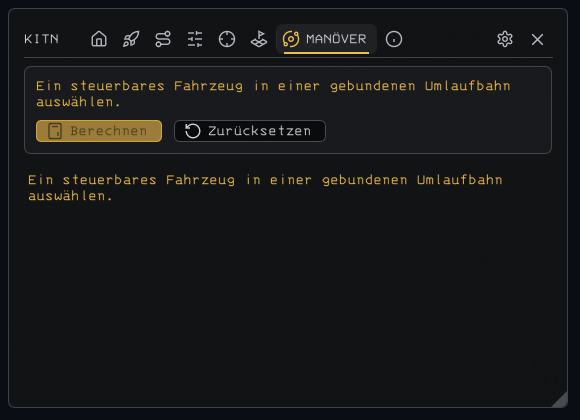 KITN
MANÖVER
Ein steuerbares Fahrzeug in einer gebundenen Umlaufbahn
auswählen.
Berechnen
Zurücksetzen
Ein steuerbares Fahrzeug in einer gebundenen Umlaufbahn
auswählen.